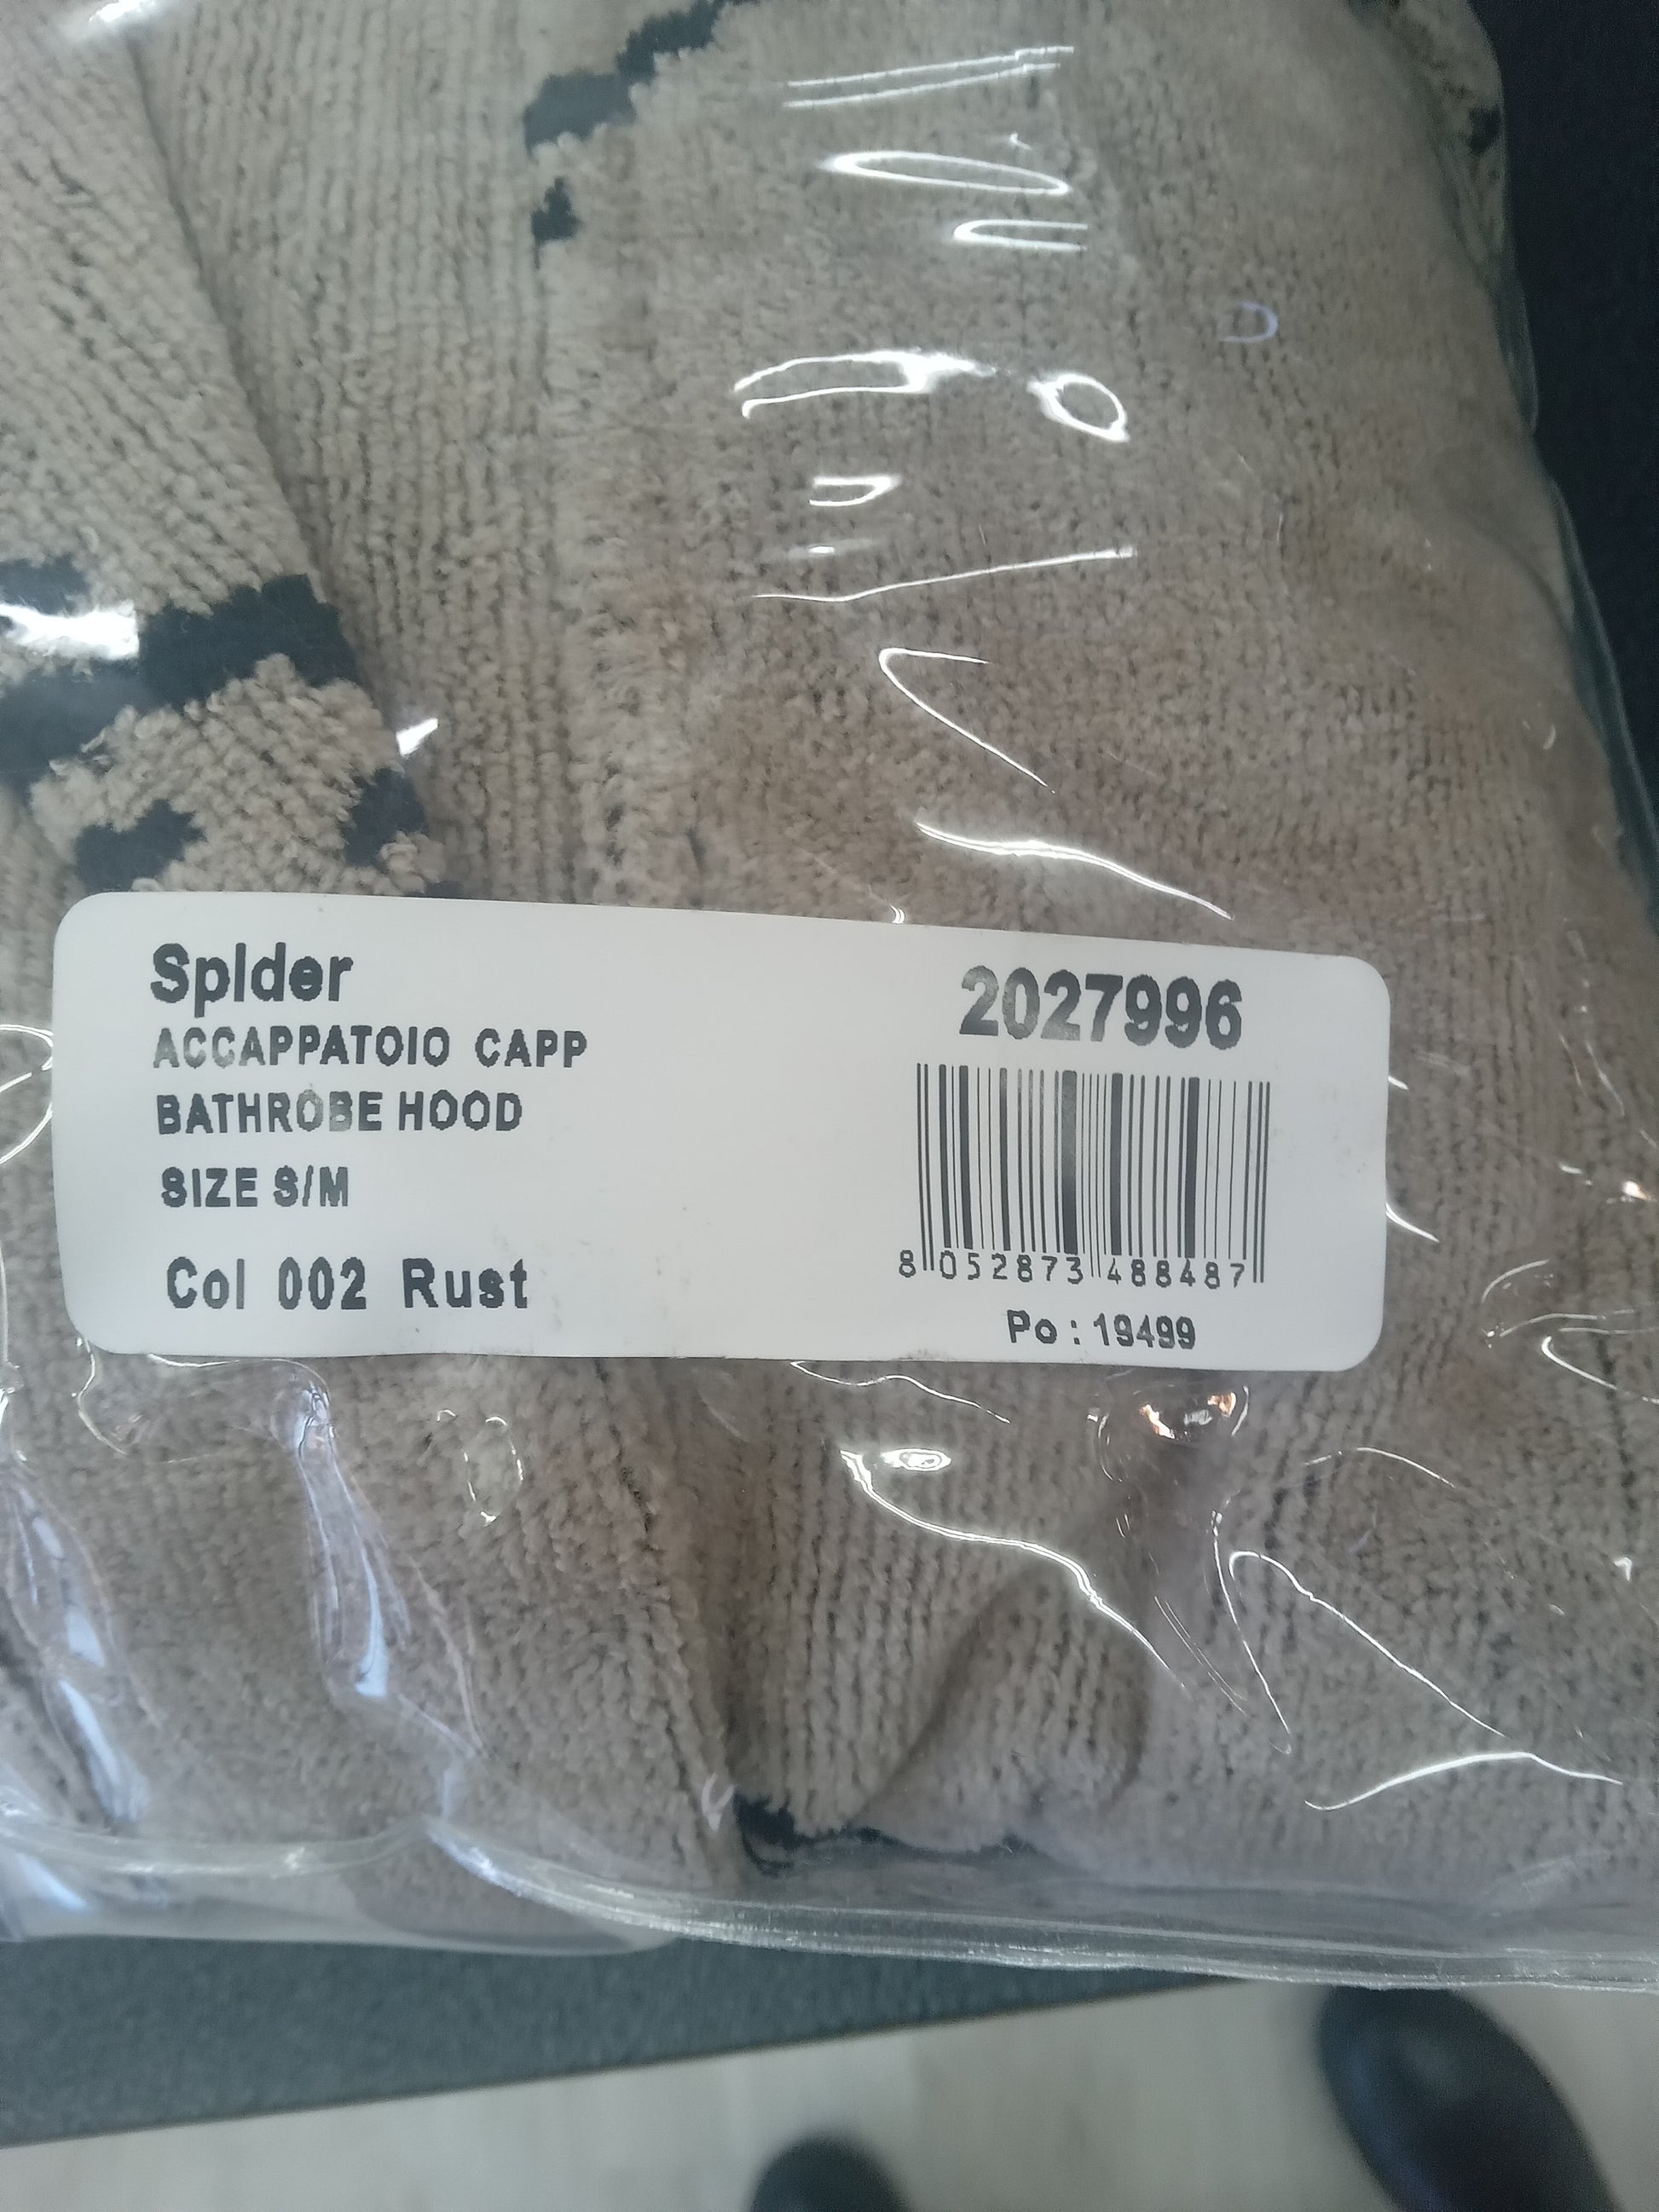 Spider
ACCAPPATOIO CAPP
BATHROBE HOOD
SIZE S/M
Col 002 Rust
2027996
8 052873 488487
Po : 19499